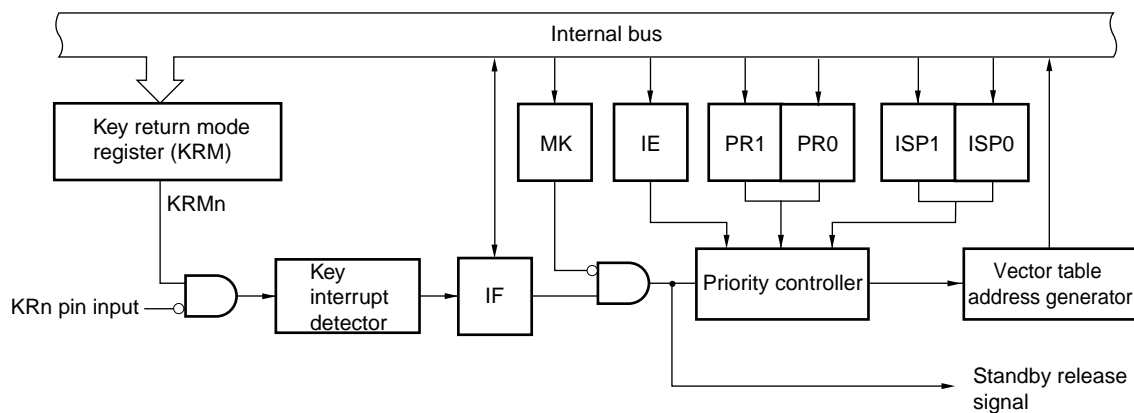 Internal bus
Key return mode
register (KRM)
MK
IE
PR1
PR0
ISP1
ISP0
KRMn
Key
interrupt
detector
IF
Priority controller
Vector table
address generator
KRn pin input
Standby release
signal